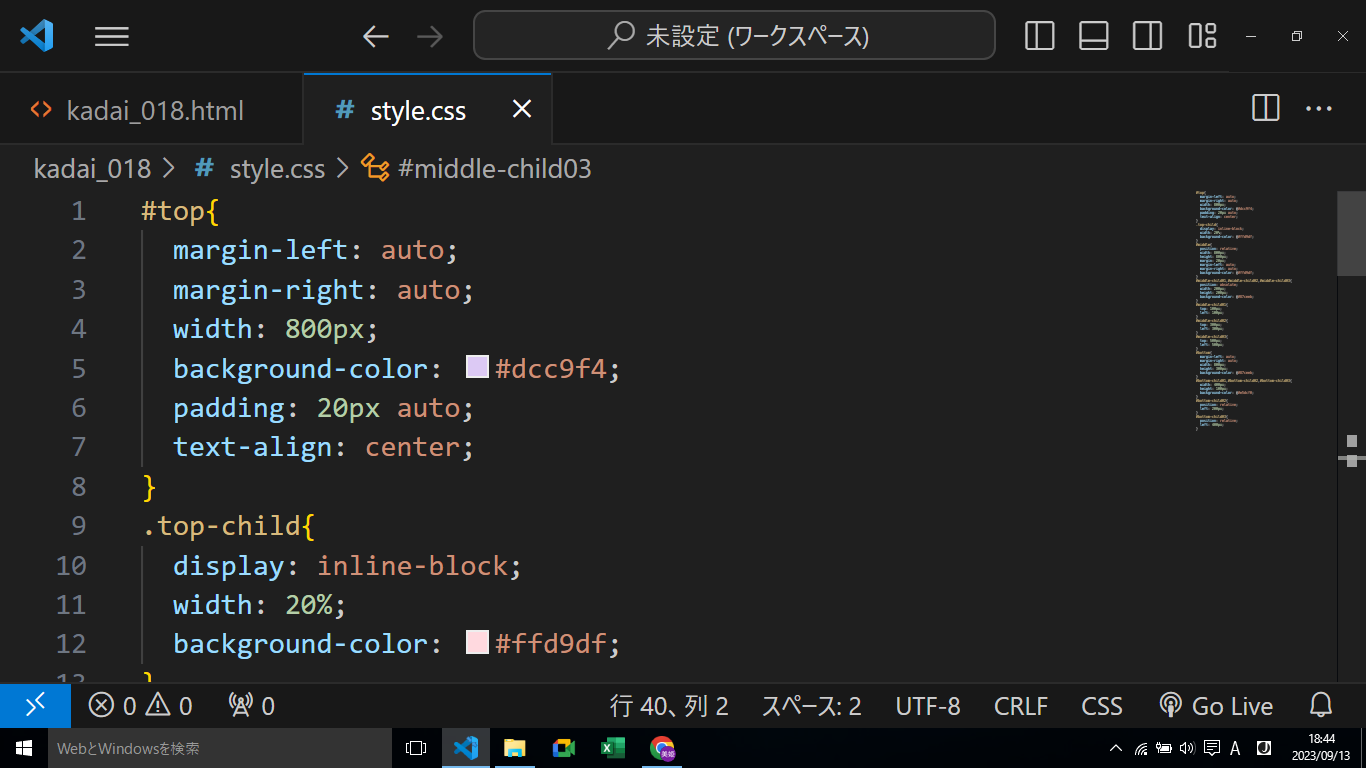 未設定 (ワークスペース)
kadai_018.html
# style.css
kadai_018 > # style.css > #middle-child03
1 #top{
2 margin-left: auto;
3 margin-right: auto;
4 width: 800px;
5 background-color: #dcc9f4;
6 padding: 20px auto;
7 text-align: center;
8 }
9 .top-child{
10 display: inline-block;
11 width: 20%;
12 background-color: #ffd9df;
13 }
0 0 0 行 40、列 2 スペース: 2 UTF-8 CRLF CSS Go Live
WebとWindowsを検索
A
18:44
2023/09/13